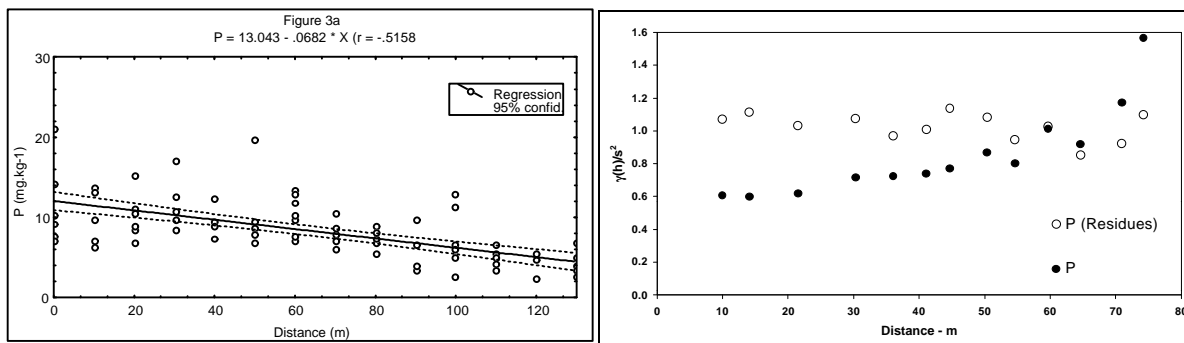 Figure 3a
P = 13.043 - .0682 * X (r = -.5158
30
20
10
0
P (mg.kg-1)
Regression
95% confid.
0 20 40 60 80 100 120
Distance (m)
1.6
1.4
1.2
1.0
0.8
0.6
0.4
0.2
0.0
γ(h)/s²
P (Residues)
P
0 10 20 30 40 50 60 70 80
Distance - m